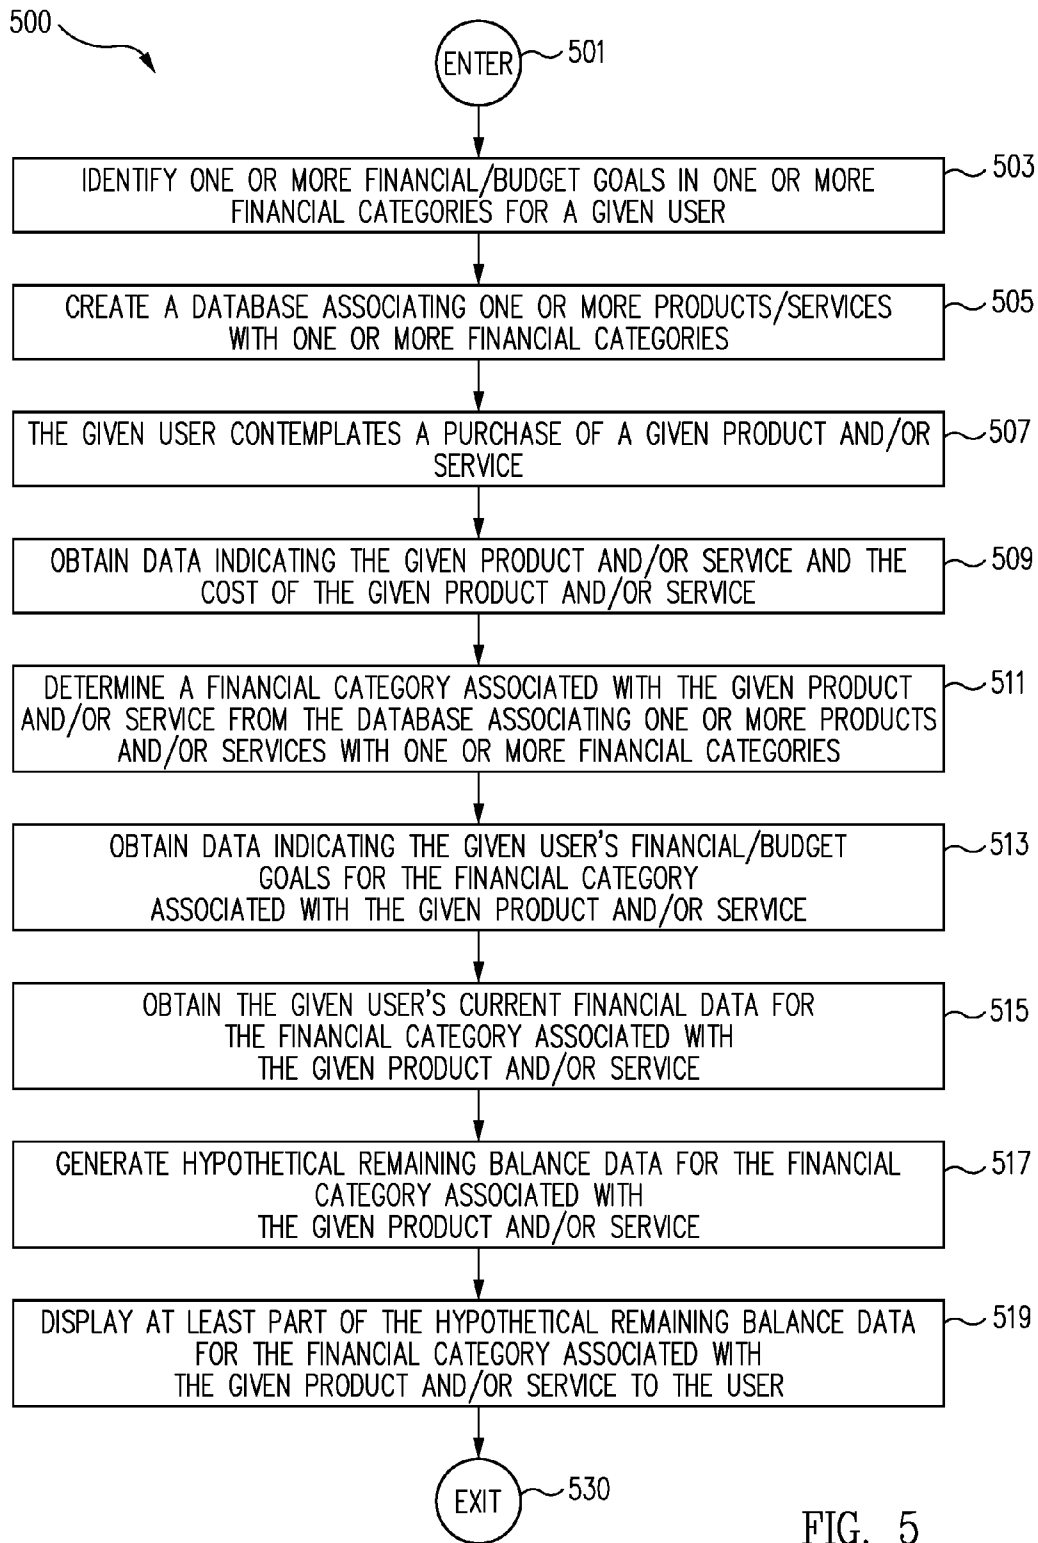 500
ENTER
501
IDENTIFY ONE OR MORE FINANCIAL/BUDGET GOALS IN ONE OR MORE
FINANCIAL CATEGORIES FOR A GIVEN USER
503
CREATE A DATABASE ASSOCIATING ONE OR MORE PRODUCTS/SERVICES
WITH ONE OR MORE FINANCIAL CATEGORIES
505
THE GIVEN USER CONTEMPLATES A PURCHASE OF A GIVEN PRODUCT AND/OR
SERVICE
507
OBTAIN DATA INDICATING THE GIVEN PRODUCT AND/OR SERVICE AND THE
COST OF THE GIVEN PRODUCT AND/OR SERVICE
509
DETERMINE A FINANCIAL CATEGORY ASSOCIATED WITH THE GIVEN PRODUCT
AND/OR SERVICE FROM THE DATABASE ASSOCIATING ONE OR MORE PRODUCTS
AND/OR SERVICES WITH ONE OR MORE FINANCIAL CATEGORIES
511
OBTAIN DATA INDICATING THE GIVEN USER'S FINANCIAL/BUDGET
GOALS FOR THE FINANCIAL CATEGORY
ASSOCIATED WITH THE GIVEN PRODUCT AND/OR SERVICE
513
OBTAIN THE GIVEN USER'S CURRENT FINANCIAL DATA FOR
THE FINANCIAL CATEGORY ASSOCIATED WITH
THE GIVEN PRODUCT AND/OR SERVICE
515
GENERATE HYPOTHETICAL REMAINING BALANCE DATA FOR THE FINANCIAL
CATEGORY ASSOCIATED WITH
THE GIVEN PRODUCT AND/OR SERVICE
517
DISPLAY AT LEAST PART OF THE HYPOTHETICAL REMAINING BALANCE DATA
FOR THE FINANCIAL CATEGORY ASSOCIATED WITH
THE GIVEN PRODUCT AND/OR SERVICE TO THE USER
519
EXIT
530
FIG. 5